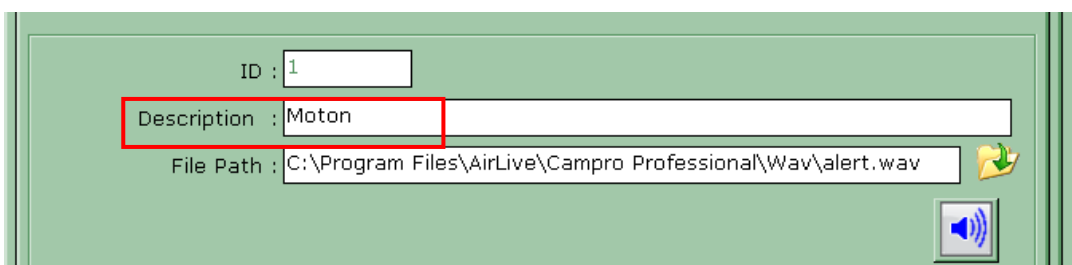 ID : 1
Description : Moton
File Path : C:\Program Files\AirLive\Campro Professional\Wav\alert.wav